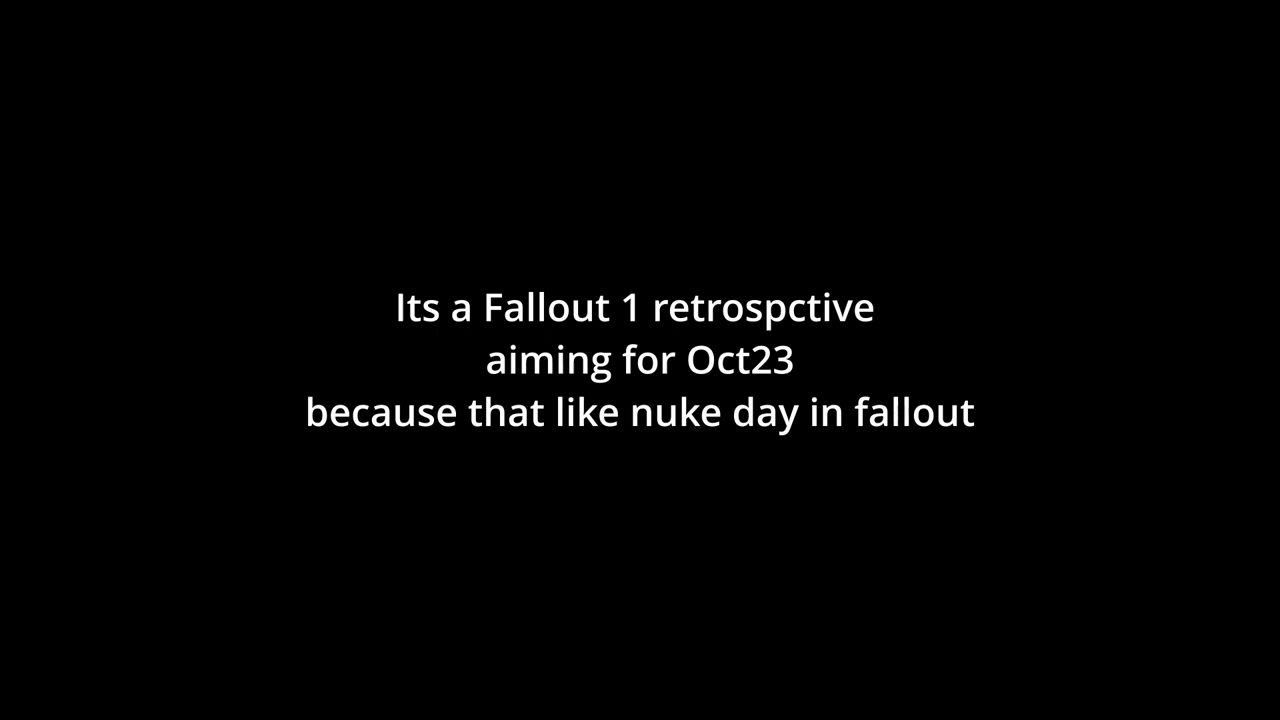 Its a Fallout 1 retrospctive
aiming for Oct23
because that like nuke day in fallout